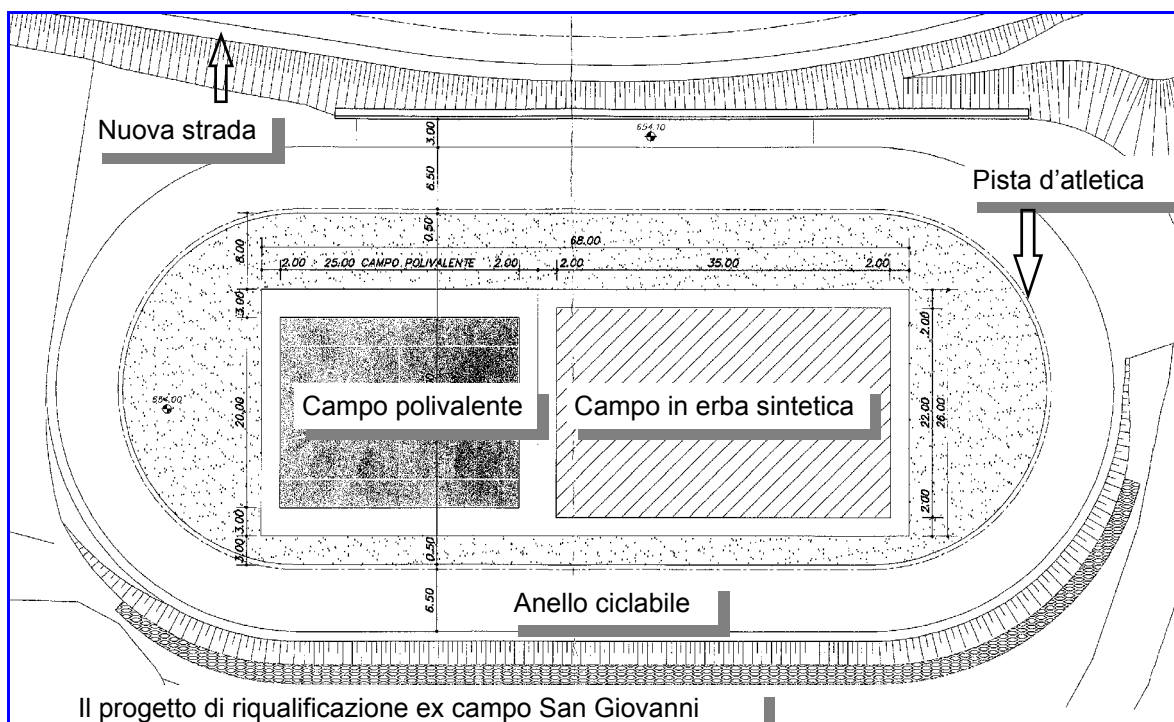 Nuova strada
3.00
654.10
Pista d'atletica
6.50
0.50
8.00
68.00
2.00 25.00 CAMPO POLIVALENTE 2.00 2.00 35.00 2.00
3.00
2.00
Campo polivalente
Campo in erba sintetica
654.00
20.00
22.00
26.00
2.00
3.00
3.00
0.50
6.50
Anello ciclabile
Il progetto di riqualificazione ex campo San Giovanni